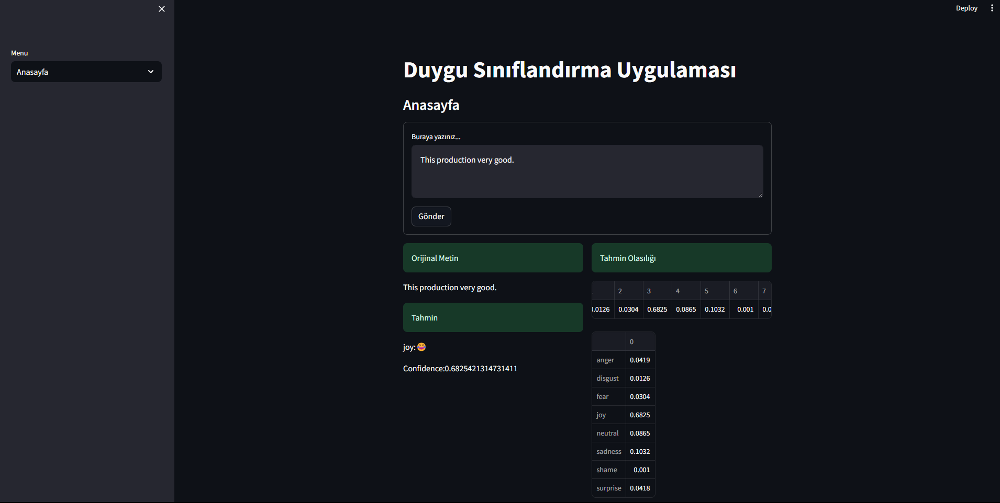 Deploy
Menu
Anasayfa
Duygu Sınıflandırma Uygulaması
Anasayfa
Buraya yazınız...
This production very good.
Gönder
Orijinal Metin
This production very good.
Tahmin
joy: 😂
Confidence:0.6825421314731411
Tahmin Olasılığı
2 3 4 5 6 7
.0126 0.0304 0.6825 0.0865 0.1032 0.001 0.0
0
anger 0.0419
disgust 0.0126
fear 0.0304
joy 0.6825
neutral 0.0865
sadness 0.1032
shame 0.001
surprise 0.0418